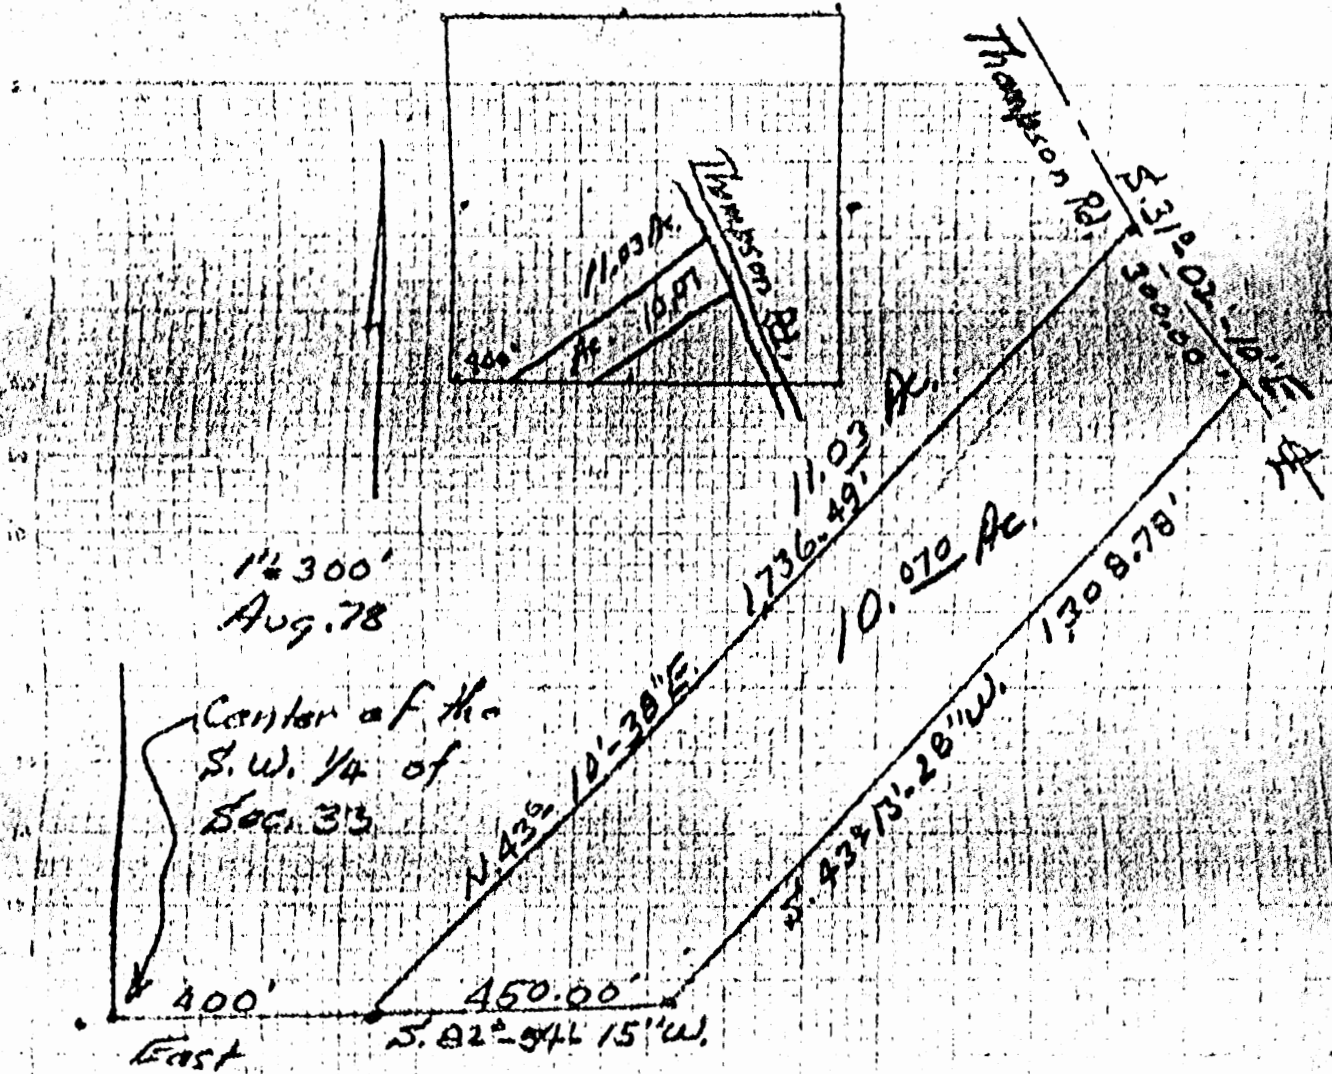 Thompson Rd.
11.03 Ac.
10.07
Ac.
400'
Thompson Rd.
S. 31°-02'-10" E
300.00'
11.03 Ac.
1736.49'
N. 43° 10'-38" E.
10.070 Ac.
1308.78'
S. 43° 13'-28" W.
1" = 300'
Aug. 78
Center of the
S.W. 1/4 of
Sec. 33
400'
East
450.00'
15" W.